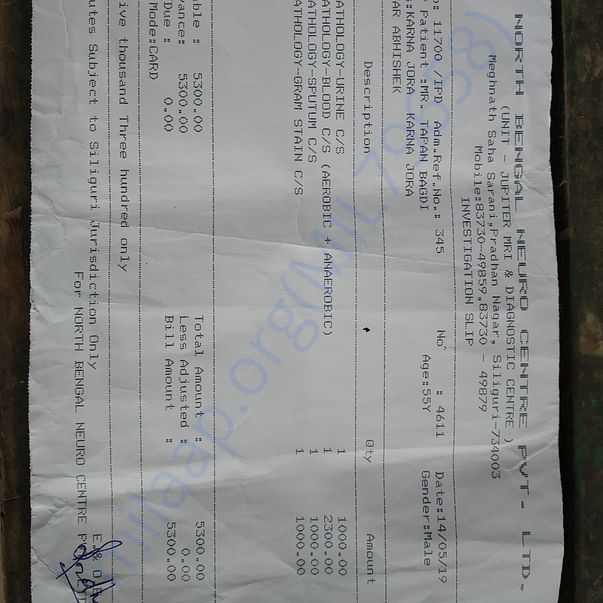 NORTH BENGAL NEURO CENTRE PVT. LTD.
(UNIT - JUPITER MRI & DIAGNOSTIC CENTRE )
Meghnath Saha Sarani,Pradhan Nagar, Siliguri-734003
Mobile:83730-49859,83730 - 49879
INVESTIGATION SLIP
o: 11700 /IPD Adm.Ref.No.: 345 No : 4611 Date:14/05/19
f Patient :MR. TAPAN BAGDI Age:55Y Gender:Male
:KARNA JORA KARNA JORA
AR ABHISHEK
Description Qty Amount
ATHOLOGY-URINE C/S 1 1000.00
ATHOLOGY-BLOOD C/S (AEROBIC + ANAEROBIC) 1 2300.00
ATHOLOGY-SPUTUM C/S 1 1000.00
ATHOLOGY-GRAM STAIN C/S 1 1000.00
ble : 5300.00 Total Amount : 5300.00
vance: 5300.00 Less Adjusted : 0.00
Due : 0.00 Bill Amount : 5300.00
Mode:CARD
ive thousand Three hundred only
E.& O.E
utes Subject to Siliguri Jurisdiction Only
For NORTH BENGAL NEURO CENTRE P
milaap.org(MIL79358)